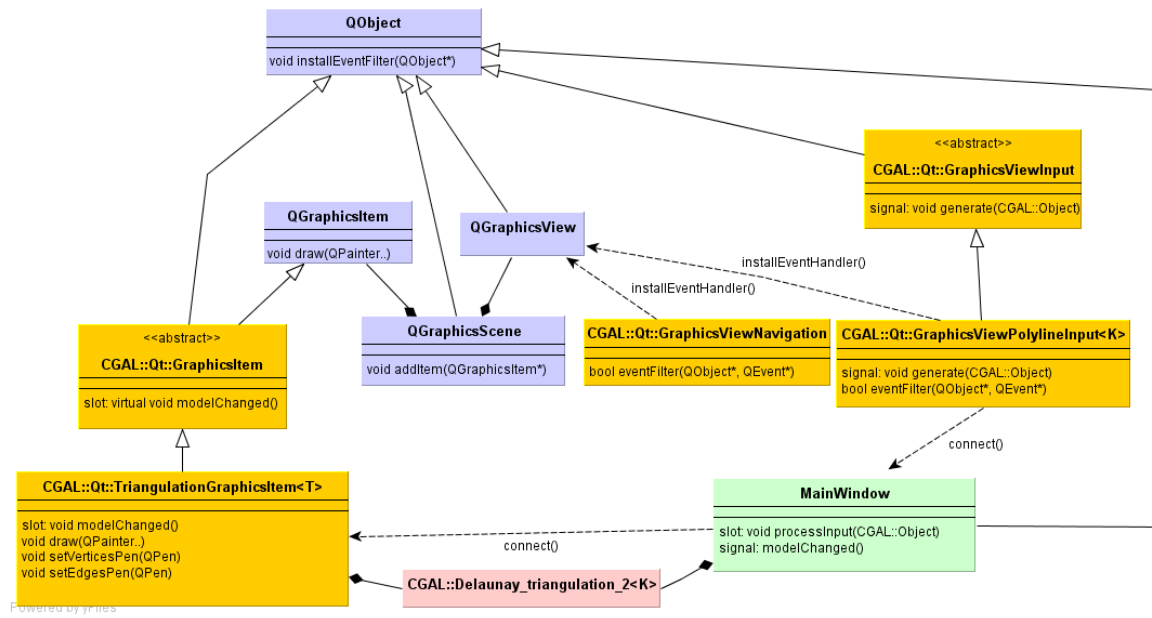 QObject
void installEventFilter(QObject*)
<<abstract>>
CGAL::Qt::GraphicsViewInput
signal: void generate(CGAL::Object)
QGraphicsItem
void draw(QPainter..)
QGraphicsView
installEventHandler()
installEventHandler()
<<abstract>>
CGAL::Qt::GraphicsItem
slot: virtual void modelChanged()
QGraphicsScene
void addItem(QGraphicsItem*)
CGAL::Qt::GraphicsViewNavigation
bool eventFilter(QObject*, QEvent*)
CGAL::Qt::GraphicsViewPolylineInput<K>
signal: void generate(CGAL::Object)
bool eventFilter(QObject*, QEvent*)
connect()
CGAL::Qt::TriangulationGraphicsItem<T>
slot: void modelChanged()
void draw(QPainter..)
void setVerticesPen(QPen)
void setEdgesPen(QPen)
MainWindow
slot: void processInput(CGAL::Object)
signal: modelChanged()
connect()
CGAL::Delaunay_triangulation_2<K>
Powered by yFiles